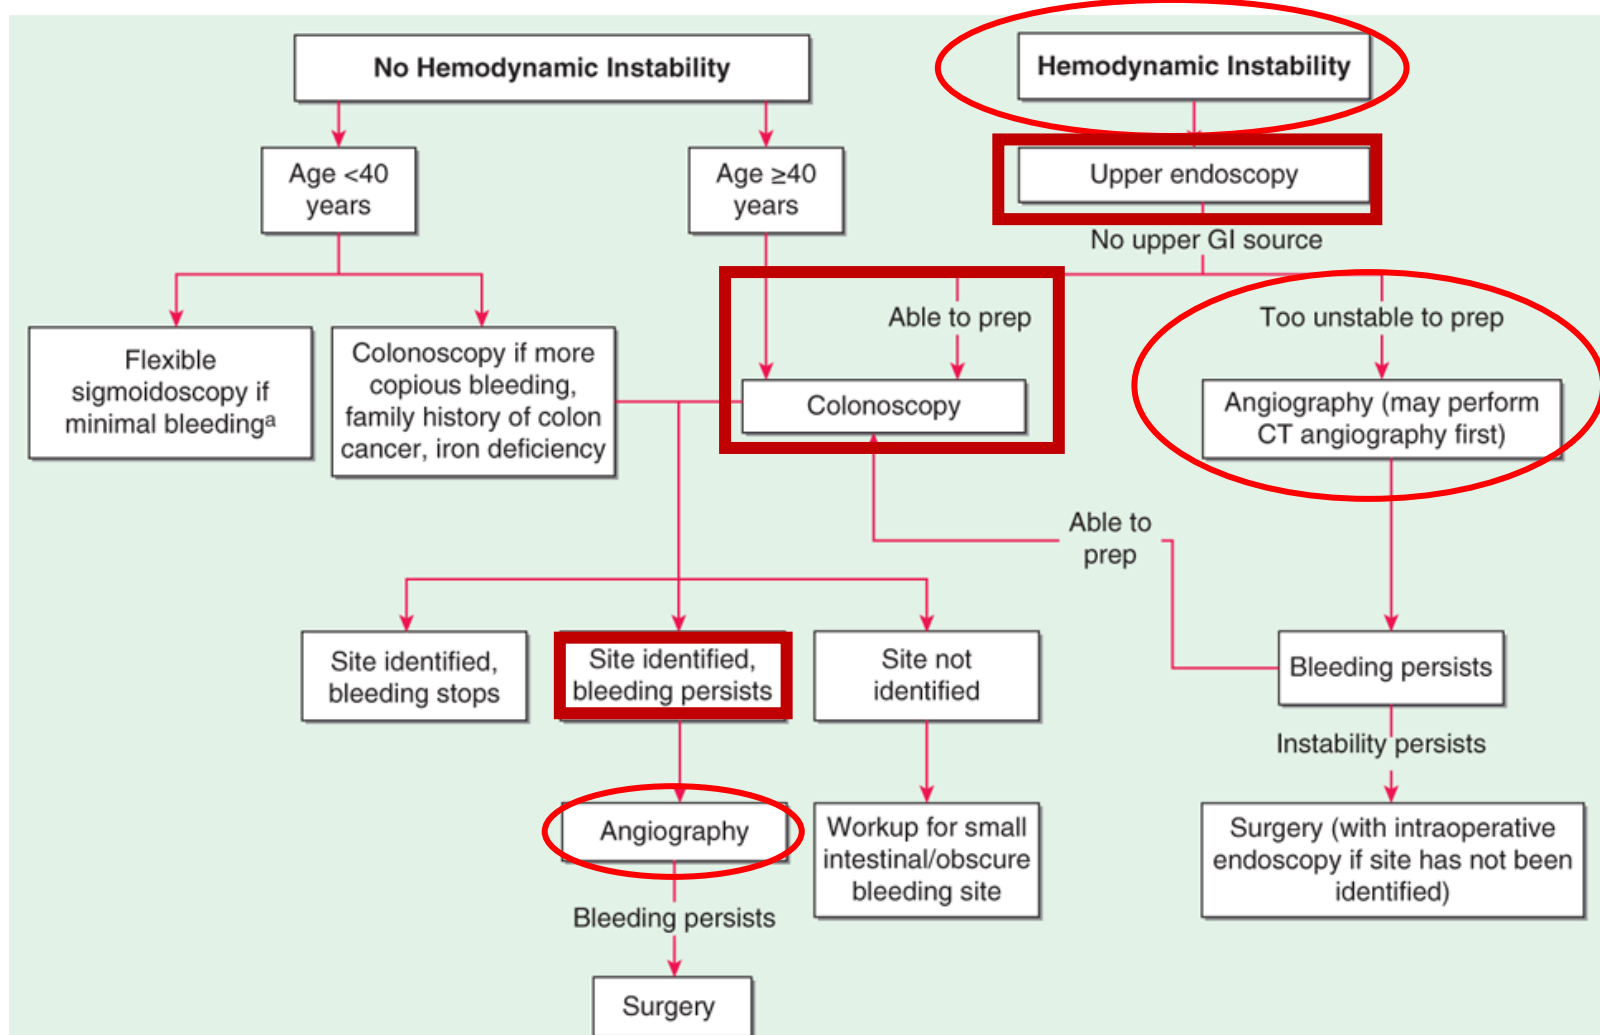 No Hemodynamic Instability
Hemodynamic Instability
Age <40
years
Age ≥40
years
Upper endoscopy
No upper GI source
Flexible
sigmoidoscopy if
minimal bleedingᵃ
Colonoscopy if more
copious bleeding,
family history of colon
cancer, iron deficiency
Able to prep
Colonoscopy
Too unstable to prep
Angiography (may perform
CT angiography first)
Able to
prep
Site identified,
bleeding stops
Site identified,
bleeding persists
Site not
identified
Bleeding persists
Instability persists
Angiography
Workup for small
intestinal/obscure
bleeding site
Surgery (with intraoperative
endoscopy if site has not been
identified)
Bleeding persists
Surgery